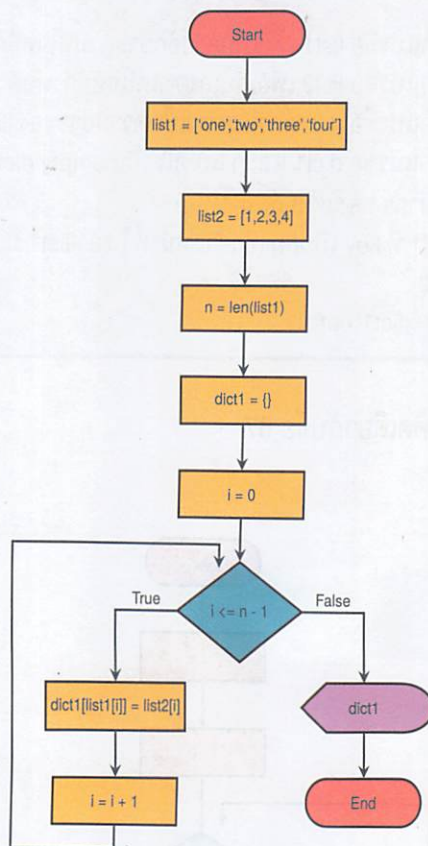 Start
list1 = ['one','two','three','four']
list2 = [1,2,3,4]
n = len(list1)
dict1 = {}
i = 0
i <= n - 1
True
False
dict1[list1[i]] = list2[i]
dict1
i = i + 1
End